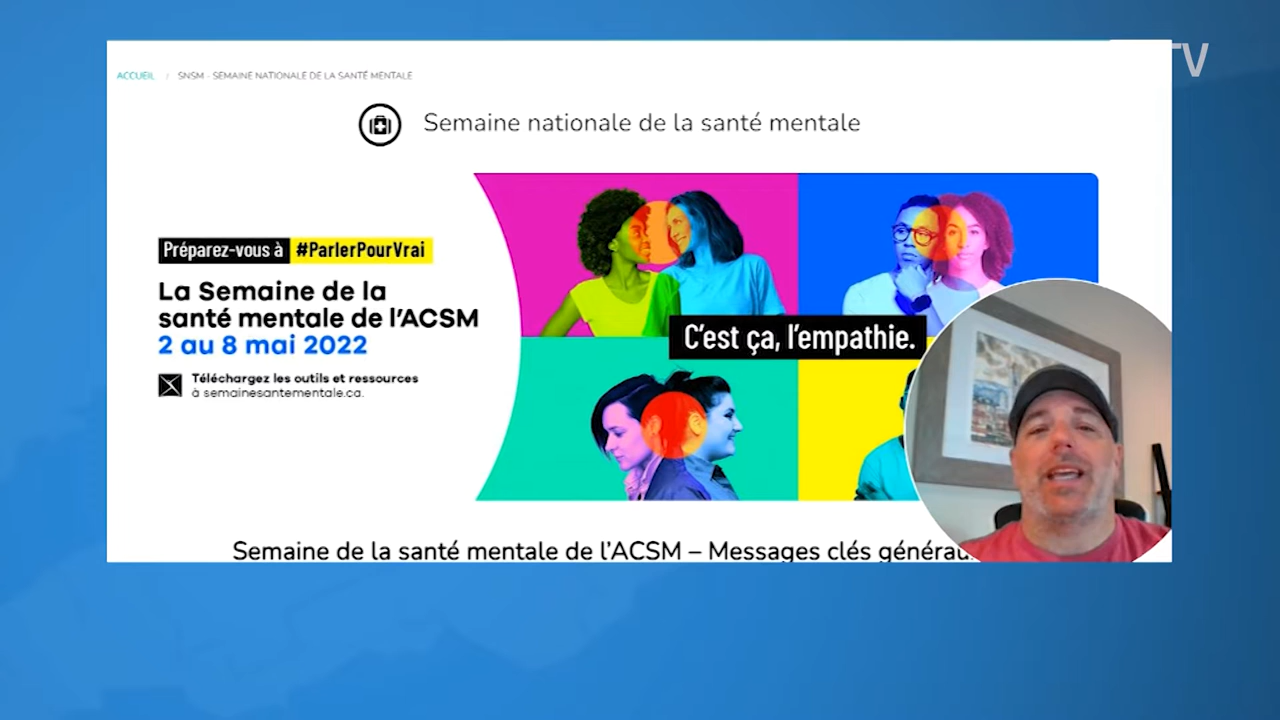 TV
ACCUEIL / SNSM - SEMAINE NATIONALE DE LA SANTÉ MENTALE
Semaine nationale de la santé mentale
Préparez-vous à #ParlerPourVrai
La Semaine de la
santé mentale de l'ACSM
2 au 8 mai 2022
Téléchargez les outils et ressources
à semainesantementale.ca.
C'est ça, l'empathie.
Semaine de la santé mentale de l'ACSM – Messages clés